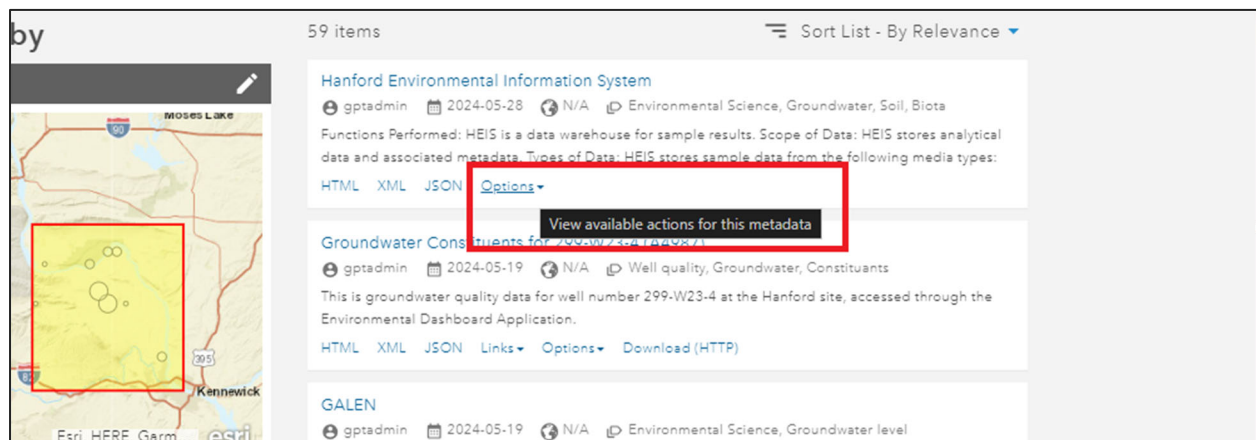 by
59 items
Sort List - By Relevance
Hanford Environmental Information System
gptadmin 2024-05-28 N/A Environmental Science, Groundwater, Soil, Biota
Functions Performed: HEIS is a data warehouse for sample results. Scope of Data: HEIS stores analytical
data and associated metadata. Types of Data: HEIS stores sample data from the following media types:
HTML XML JSON Options
View available actions for this metadata
Groundwater Constituents for 299-W23-4 (A4987)
gptadmin 2024-05-19 N/A Well quality, Groundwater, Constituants
This is groundwater quality data for well number 299-W23-4 at the Hanford site, accessed through the
Environmental Dashboard Application.
HTML XML JSON Links Options Download (HTTP)
GALEN
gptadmin 2024-05-19 N/A Environmental Science, Groundwater level
Moses Lake
90
395
82
Kennewick
Esri, HERE, Garm
esri